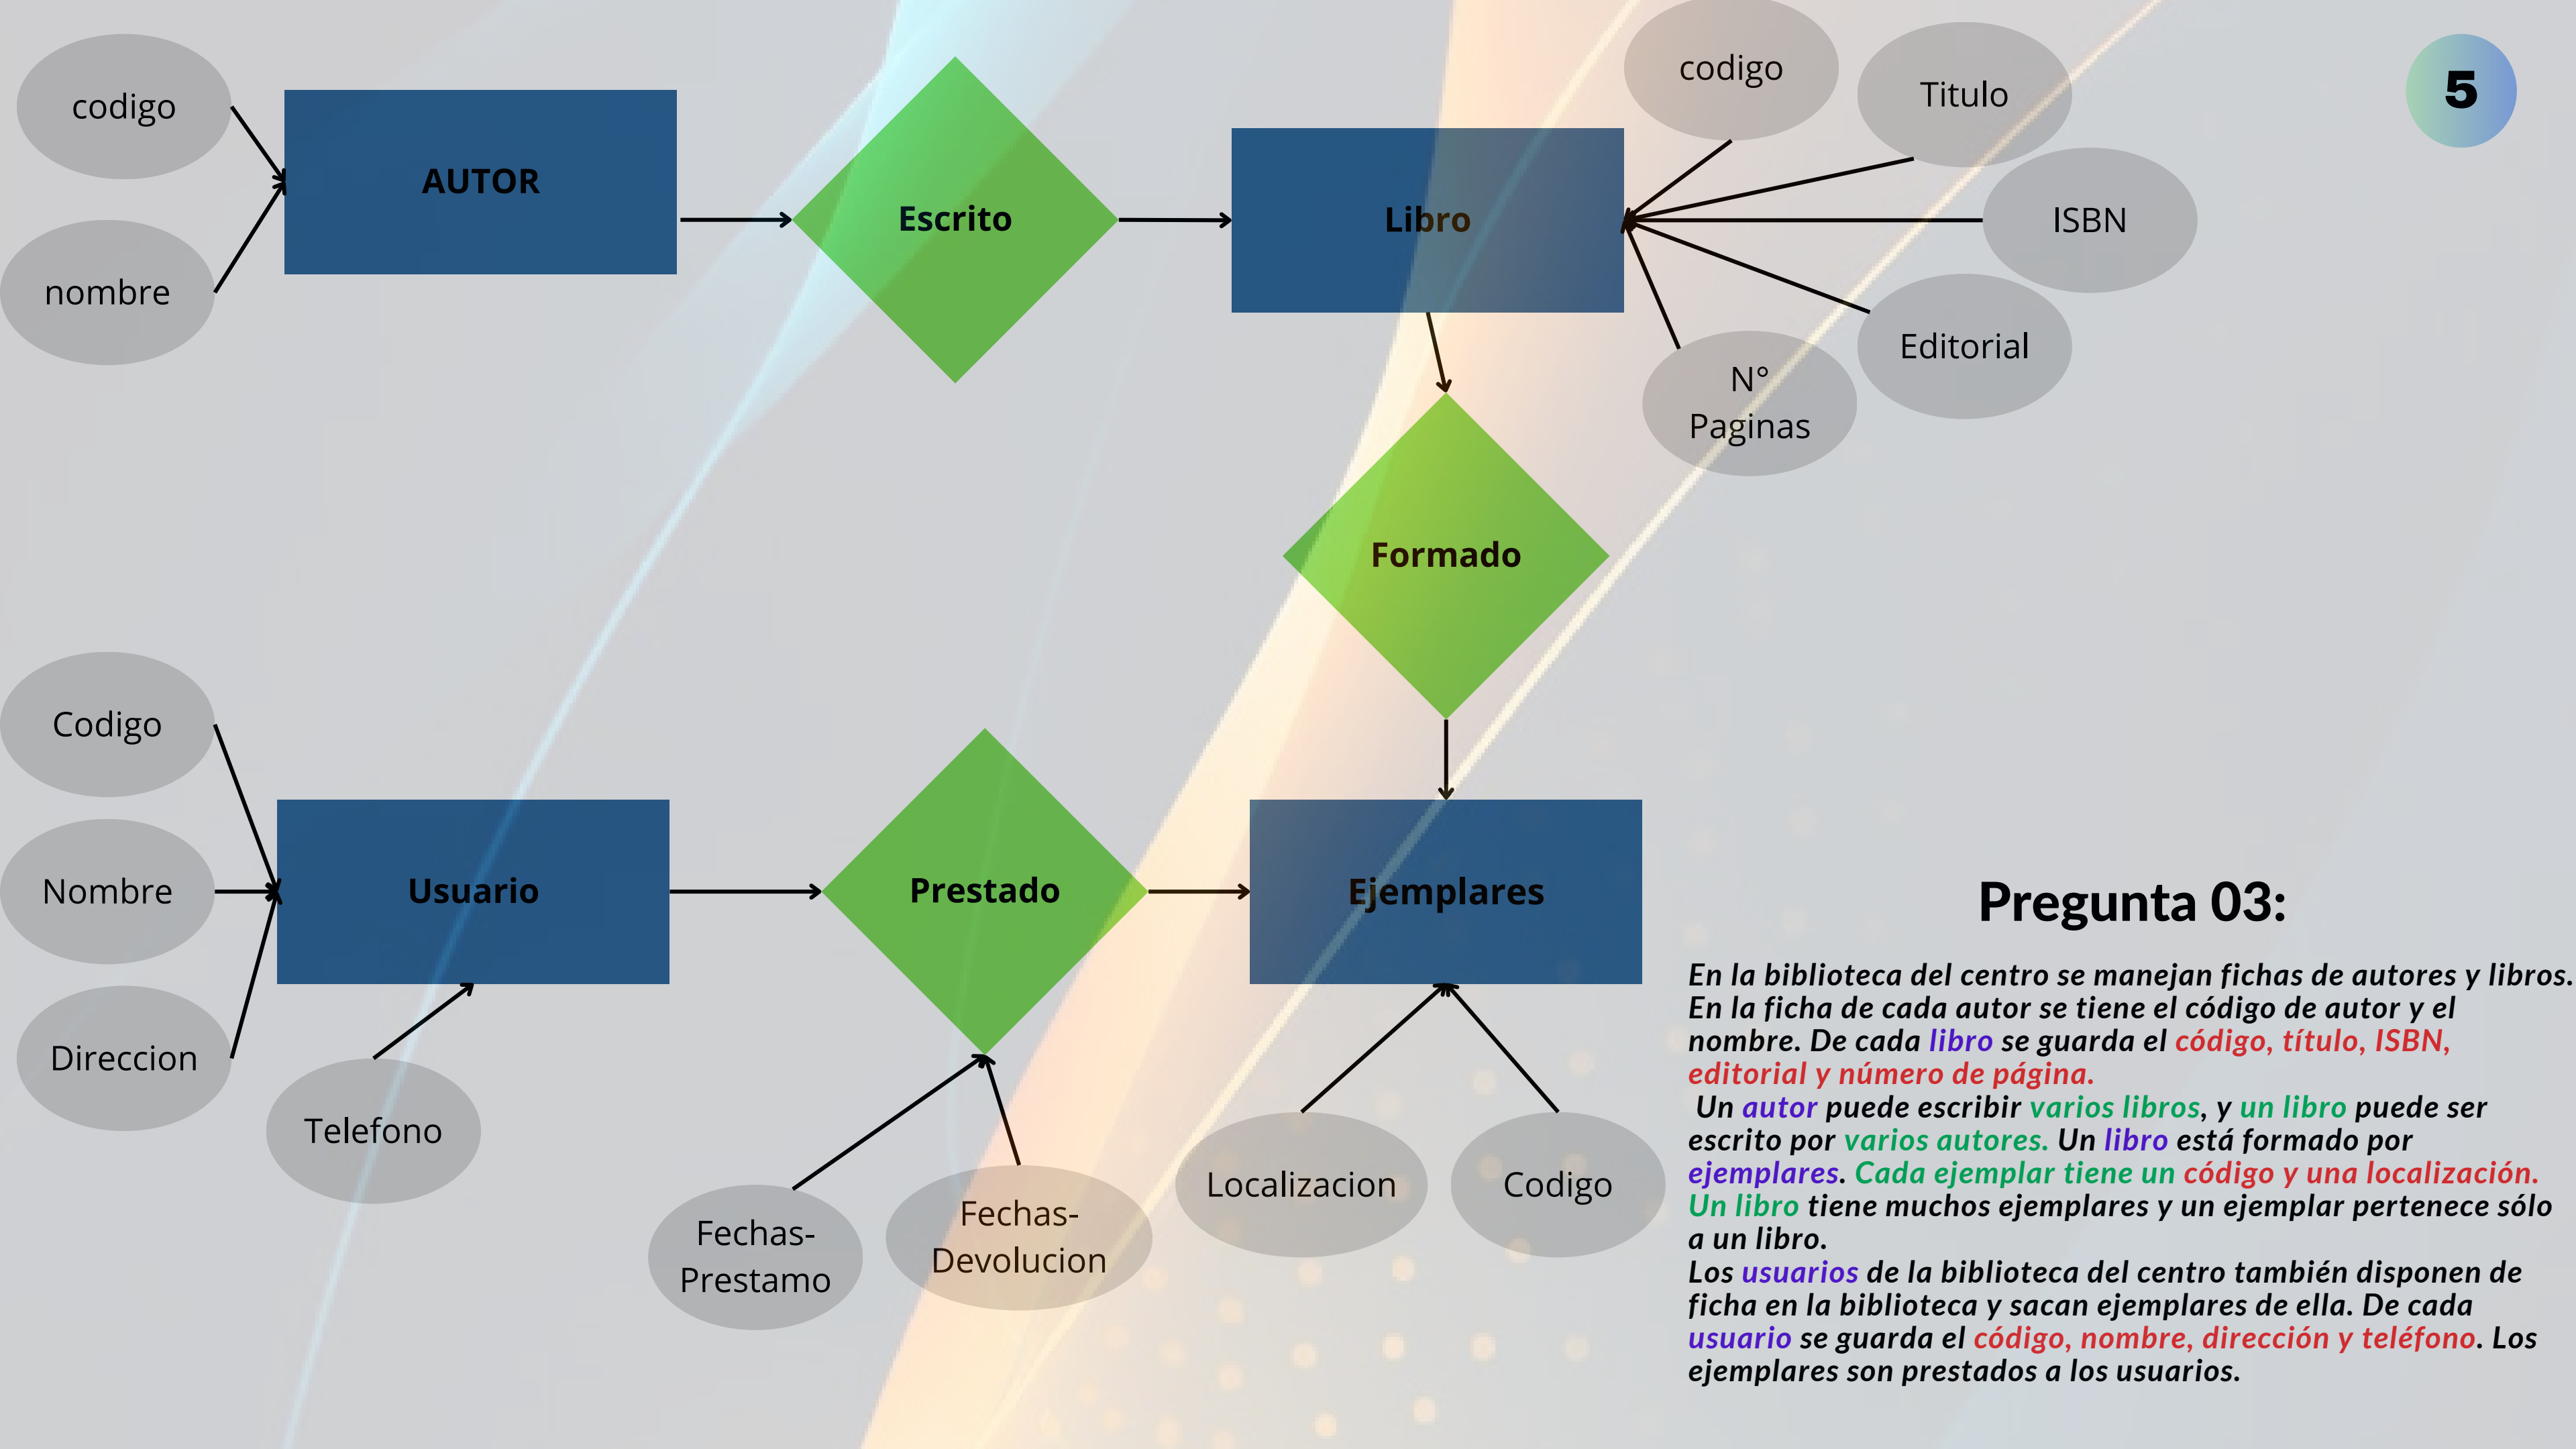 codigo
nombre
AUTOR
Escrito
Libro
codigo
Titulo
ISBN
Editorial
N°
Paginas
5
Formado
Codigo
Nombre
Direccion
Telefono
Usuario
Prestado
Ejemplares
Fechas-
Prestamo
Fechas-
Devolucion
Localizacion
Codigo
Pregunta 03:
En la biblioteca del centro se manejan fichas de autores y libros.
En la ficha de cada autor se tiene el código de autor y el
nombre. De cada libro se guarda el código, título, ISBN,
editorial y número de página.
Un autor puede escribir varios libros, y un libro puede ser
escrito por varios autores. Un libro está formado por
ejemplares. Cada ejemplar tiene un código y una localización.
Un libro tiene muchos ejemplares y un ejemplar pertenece sólo
a un libro.
Los usuarios de la biblioteca del centro también disponen de
ficha en la biblioteca y sacan ejemplares de ella. De cada
usuario se guarda el código, nombre, dirección y teléfono. Los
ejemplares son prestados a los usuarios.